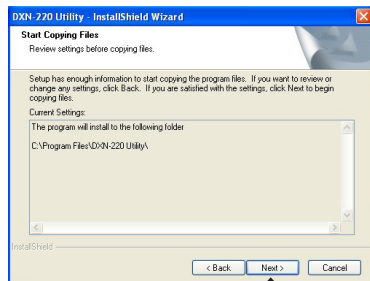 DXN-220 Utility - InstallShield Wizard
Start Copying Files
Review settings before copying files.
Setup has enough information to start copying the program files. If you want to review or
change any settings, click Back. If you are satisfied with the settings, click Next to begin
copying files.
Current Settings:
The program will install to the following folder
C:\Program Files\DXN-220 Utility\
InstallShield
< Back Next > Cancel